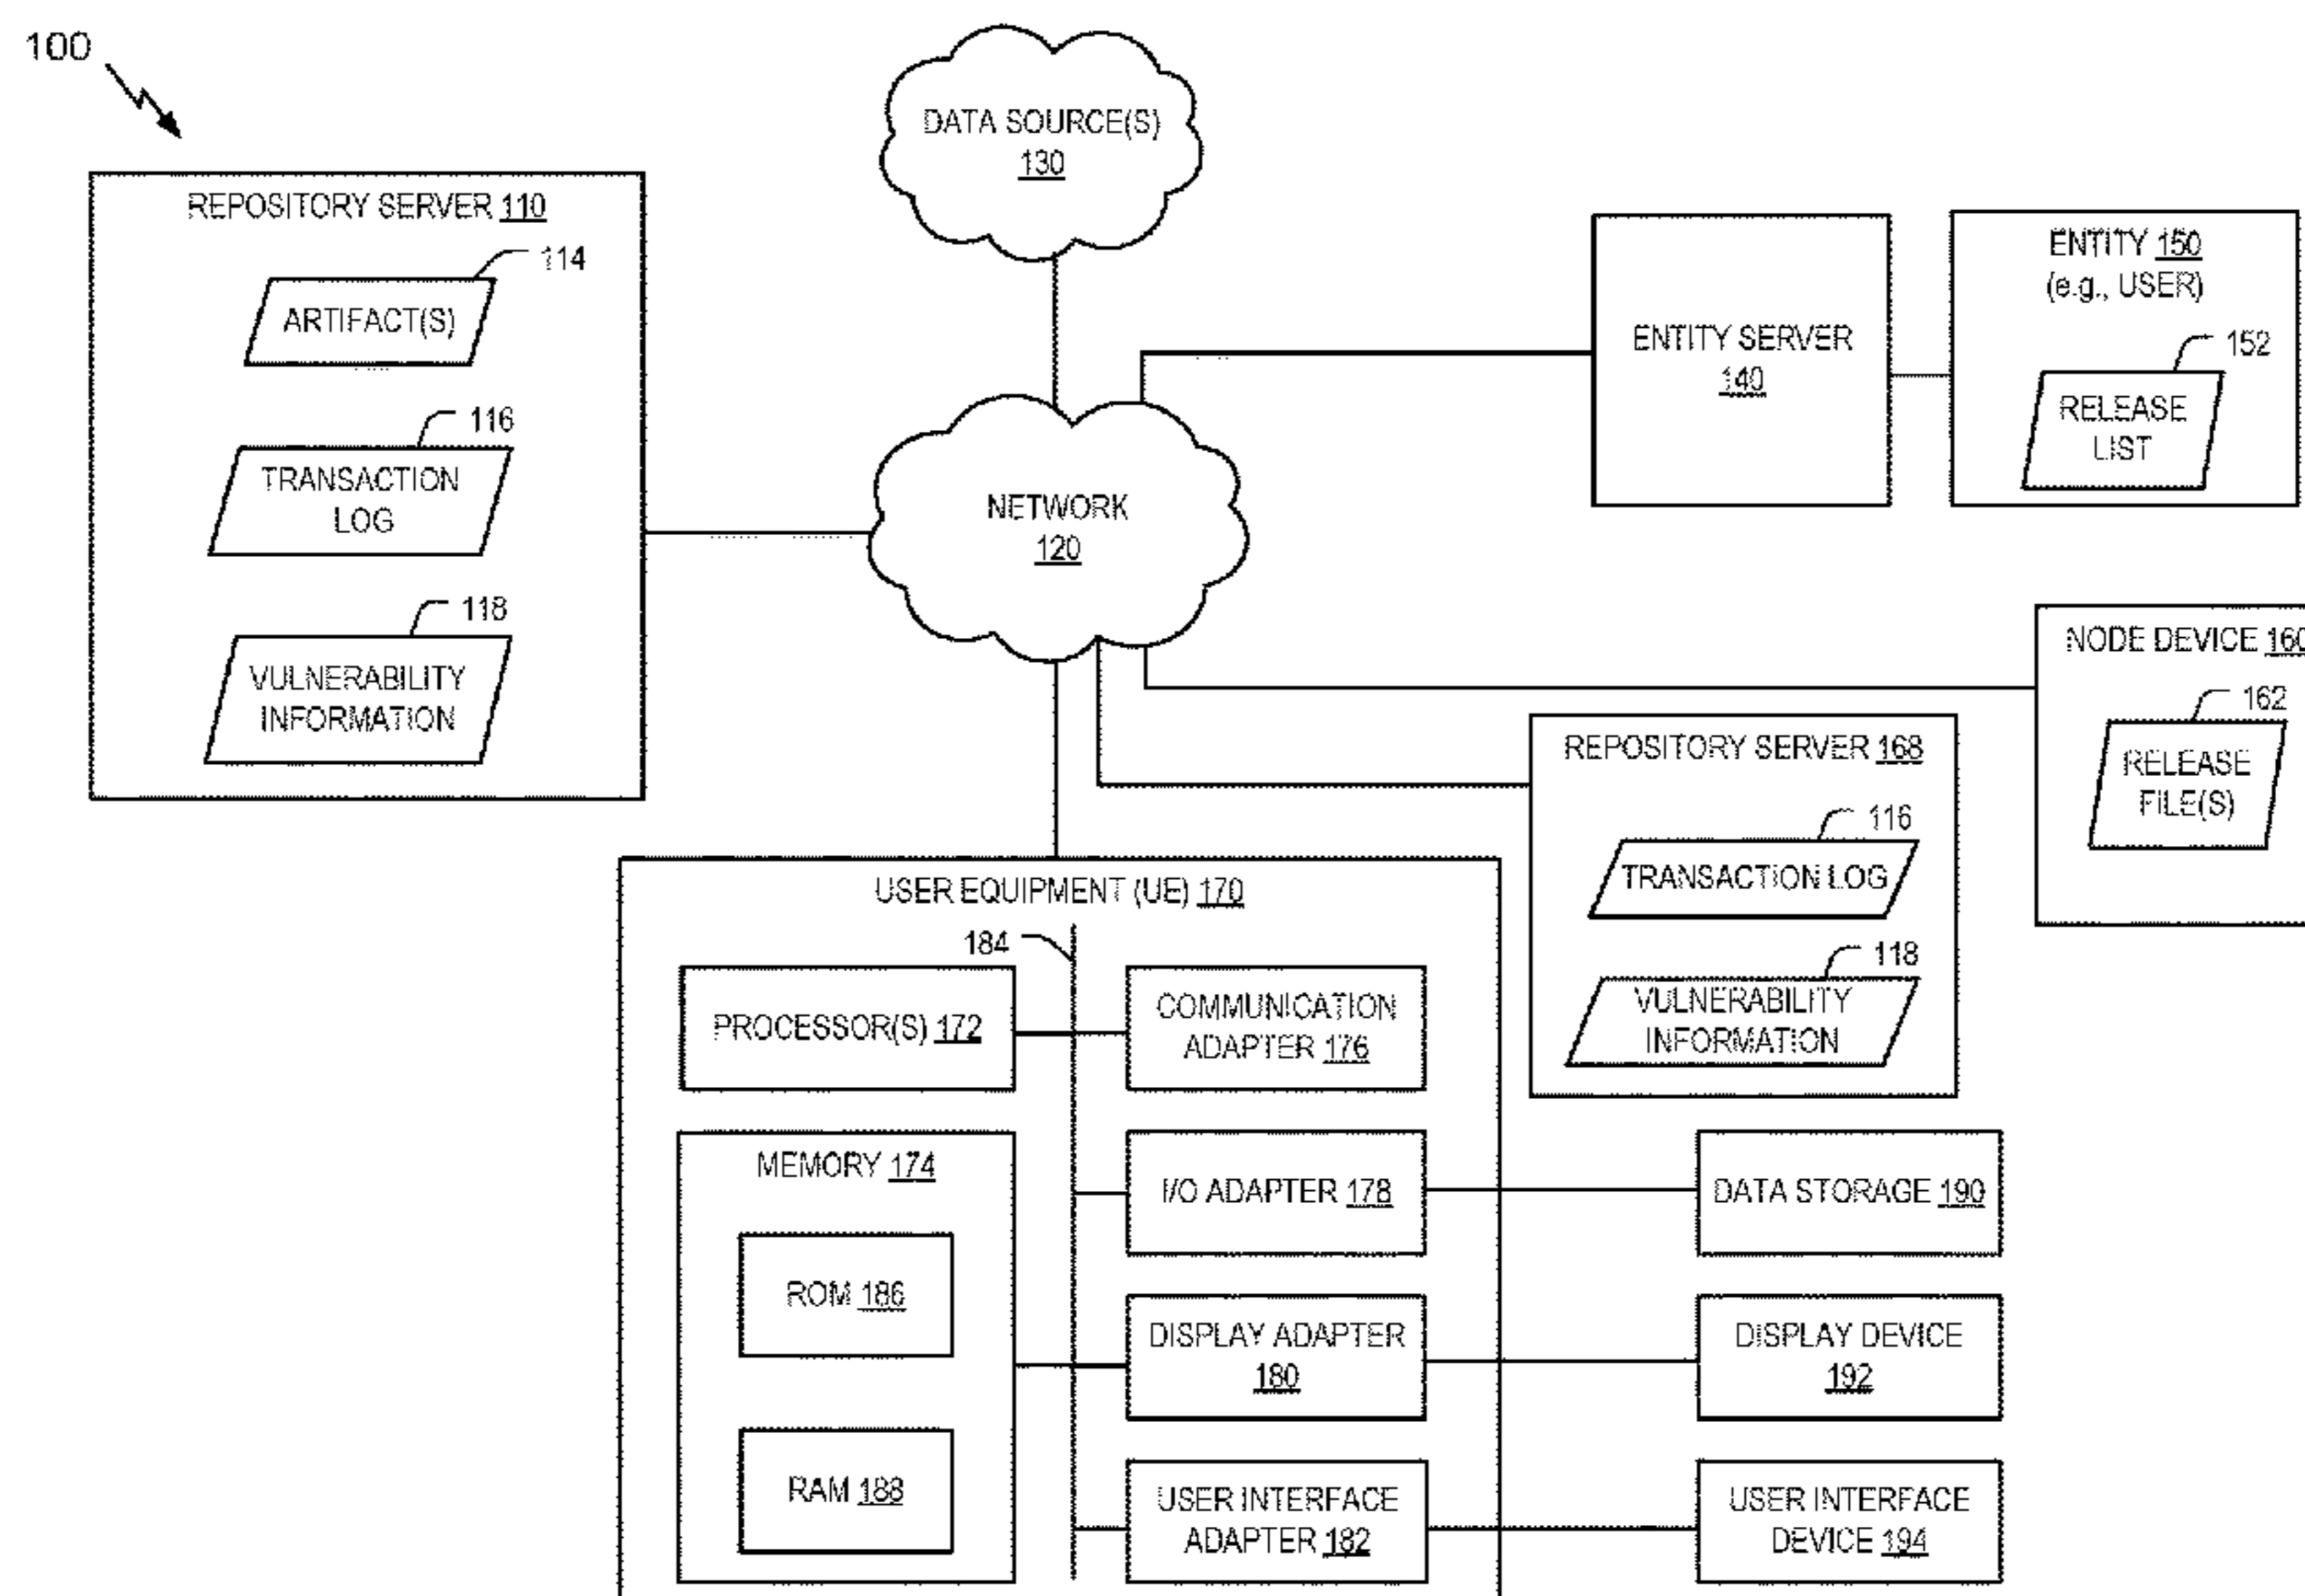 100
DATA SOURCE(S)
130
REPOSITORY SERVER 110
114
ARTIFACT(S)
116
TRANSACTION
LOG
118
VULNERABILITY
INFORMATION
NETWORK
120
ENTITY SERVER
140
ENTITY 150
(e.g., USER)
152
RELEASE
LIST
NODE DEVICE 160
162
RELEASE
FILE(S)
REPOSITORY SERVER 168
116
TRANSACTION LOG
118
VULNERABILITY
INFORMATION
USER EQUIPMENT (UE) 170
184
PROCESSOR(S) 172
COMMUNICATION
ADAPTER 176
MEMORY 174
ROM 186
RAM 188
I/O ADAPTER 178
DATA STORAGE 190
DISPLAY ADAPTER
180
DISPLAY DEVICE
192
USER INTERFACE
ADAPTER 182
USER INTERFACE
DEVICE 194